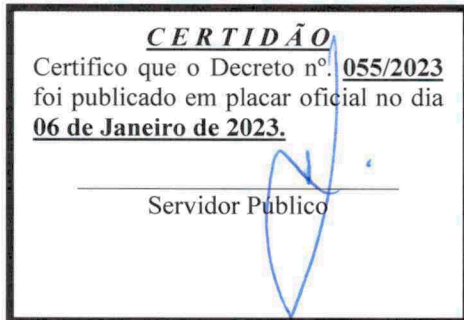 CERTIDÃO
Certifico que o Decreto nº. 055/2023
foi publicado em placar oficial no dia
06 de Janeiro de 2023.
Servidor Público